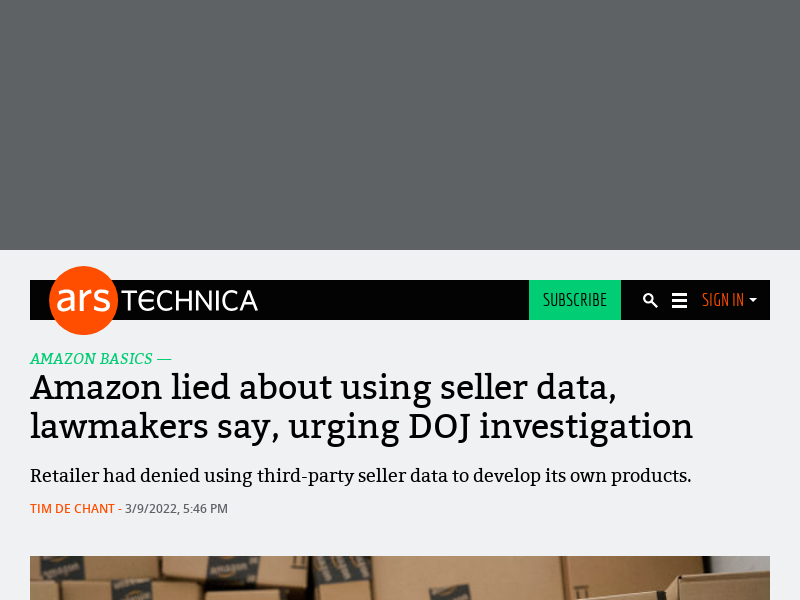 ars TECHNICA
SUBSCRIBE
SIGN IN
AMAZON BASICS —
Amazon lied about using seller data,
lawmakers say, urging DOJ investigation
Retailer had denied using third-party seller data to develop its own products.
TIM DE CHANT - 3/9/2022, 5:46 PM